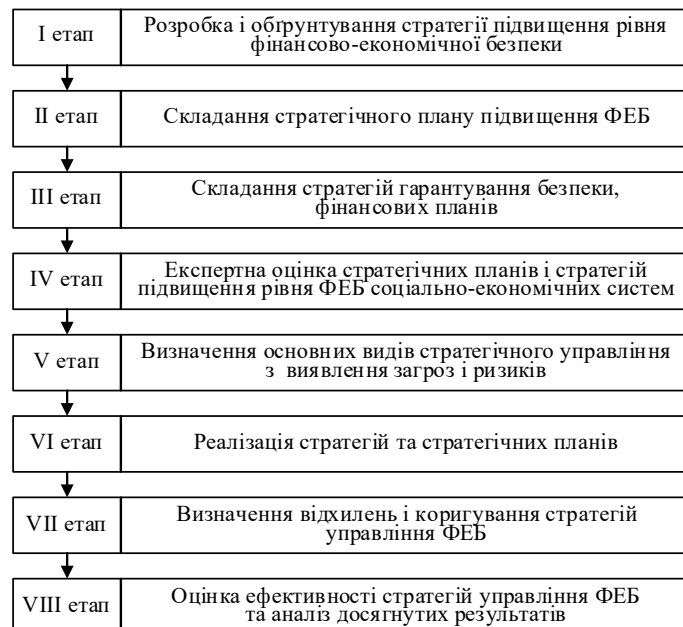 І етап
Розробка і обґрунтування стратегії підвищення рівня
фінансово-економічної безпеки
ІІ етап
Складання стратегічного плану підвищення ФЕБ
ІІІ етап
Складання стратегій гарантування безпеки,
фінансових планів
IV етап
Експертна оцінка стратегічних планів і стратегій
підвищення рівня ФЕБ соціально-економічних систем
V етап
Визначення основних видів стратегічного управління
з виявлення загроз і ризиків
VI етап
Реалізація стратегій та стратегічних планів
VII етап
Визначення відхилень і коригування стратегій
управління ФЕБ
VIII етап
Оцінка ефективності стратегій управління ФЕБ
та аналіз досягнутих результатів